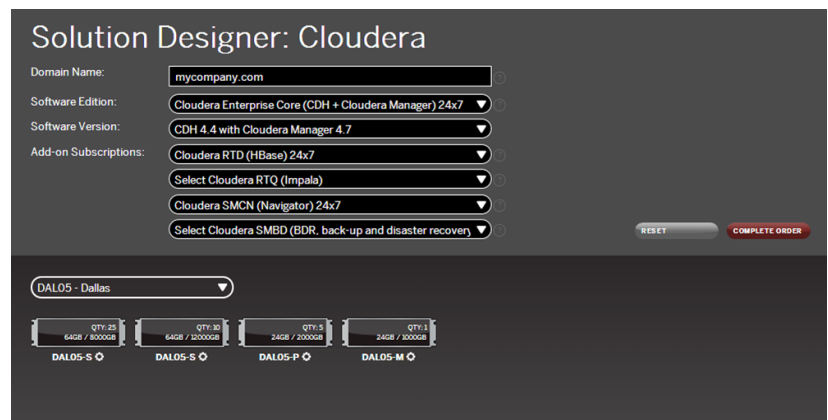 Solution Designer: Cloudera
Domain Name:
mycompany.com
Software Edition:
Cloudera Enterprise Core (CDH + Cloudera Manager) 24x7
Software Version:
CDH 4.4 with Cloudera Manager 4.7
Add-on Subscriptions:
Cloudera RTD (HBase) 24x7
Select Cloudera RTQ (Impala)
Cloudera SMCN (Navigator) 24x7
Select Cloudera SMBD (BDR, back-up and disaster recovery
RESET
COMPLETE ORDER
DAL05 - Dallas
QTY: 25
64GB / 8000GB
DAL05-S
QTY: 10
64GB / 12000GB
DAL05-S
QTY: 5
24GB / 2000GB
DAL05-P
QTY: 1
24GB / 1000GB
DAL05-M